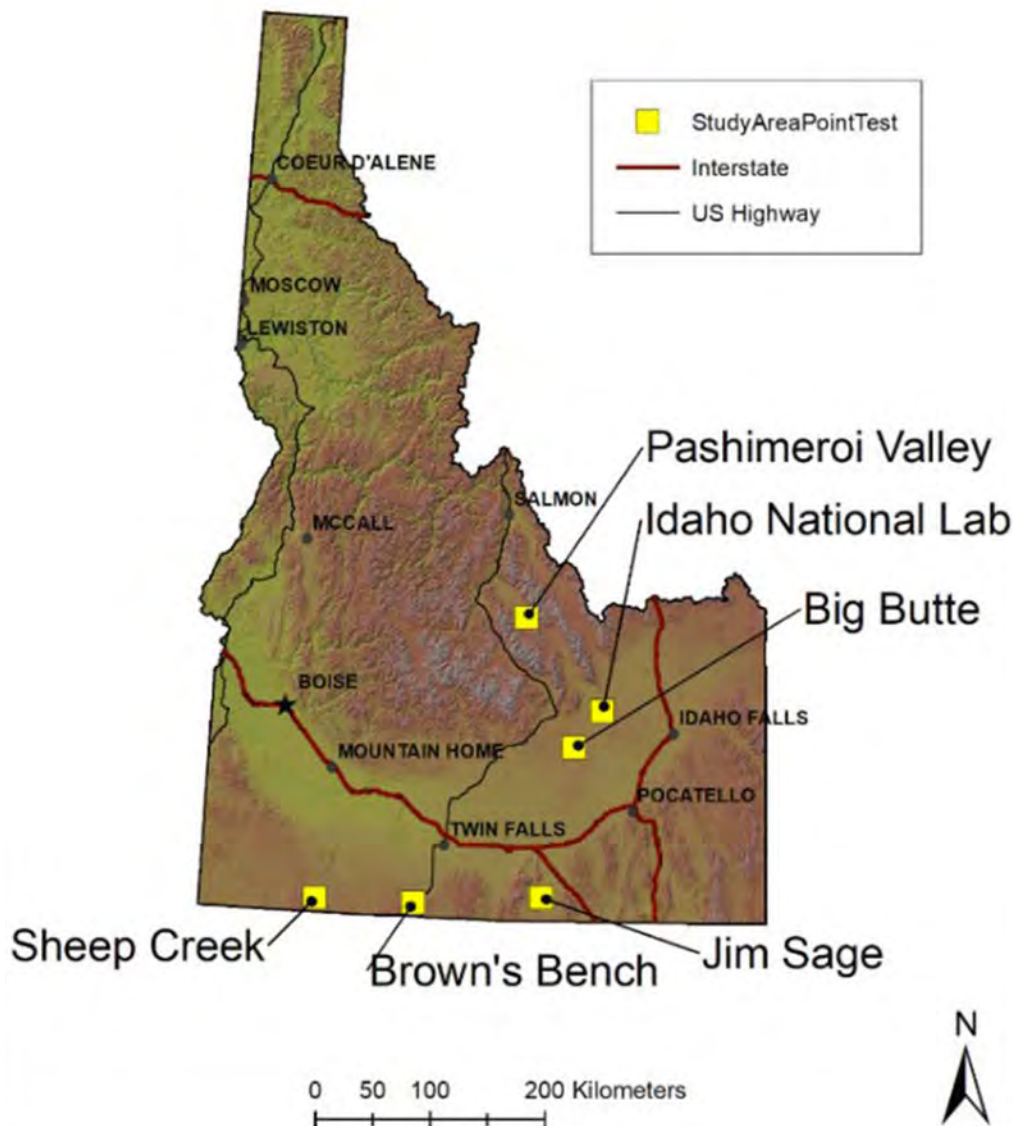 StudyAreaPointTest
Interstate
US Highway
COEUR D'ALENE
MOSCOW
LEWISTON
Pashimeroi Valley
SALMON
Idaho National Lab
MCCALL
Big Butte
BOISE
IDAHO FALLS
MOUNTAIN HOME
POCATELLO
TWIN FALLS
Sheep Creek
Brown's Bench
Jim Sage
N
0 50 100 200 Kilometers